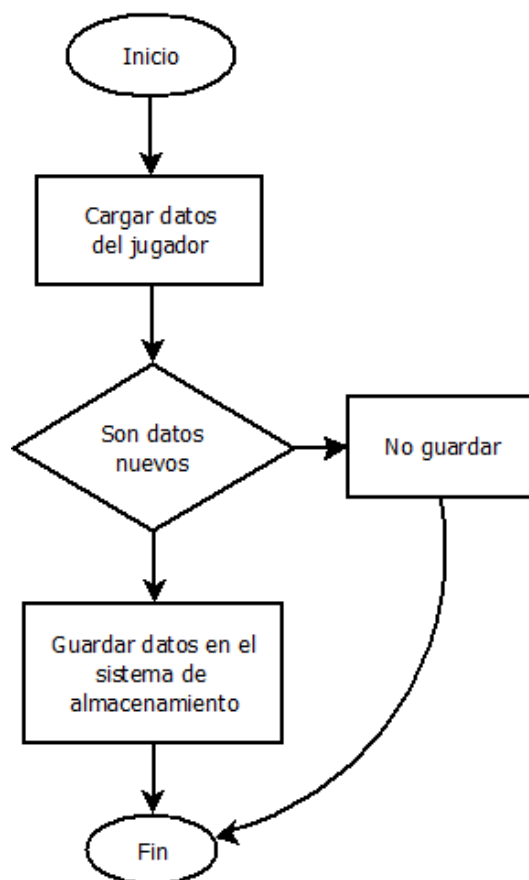 Inicio
Cargar datos
del jugador
Son datos
nuevos
No guardar
Guardar datos en el
sistema de
almacenamiento
Fin